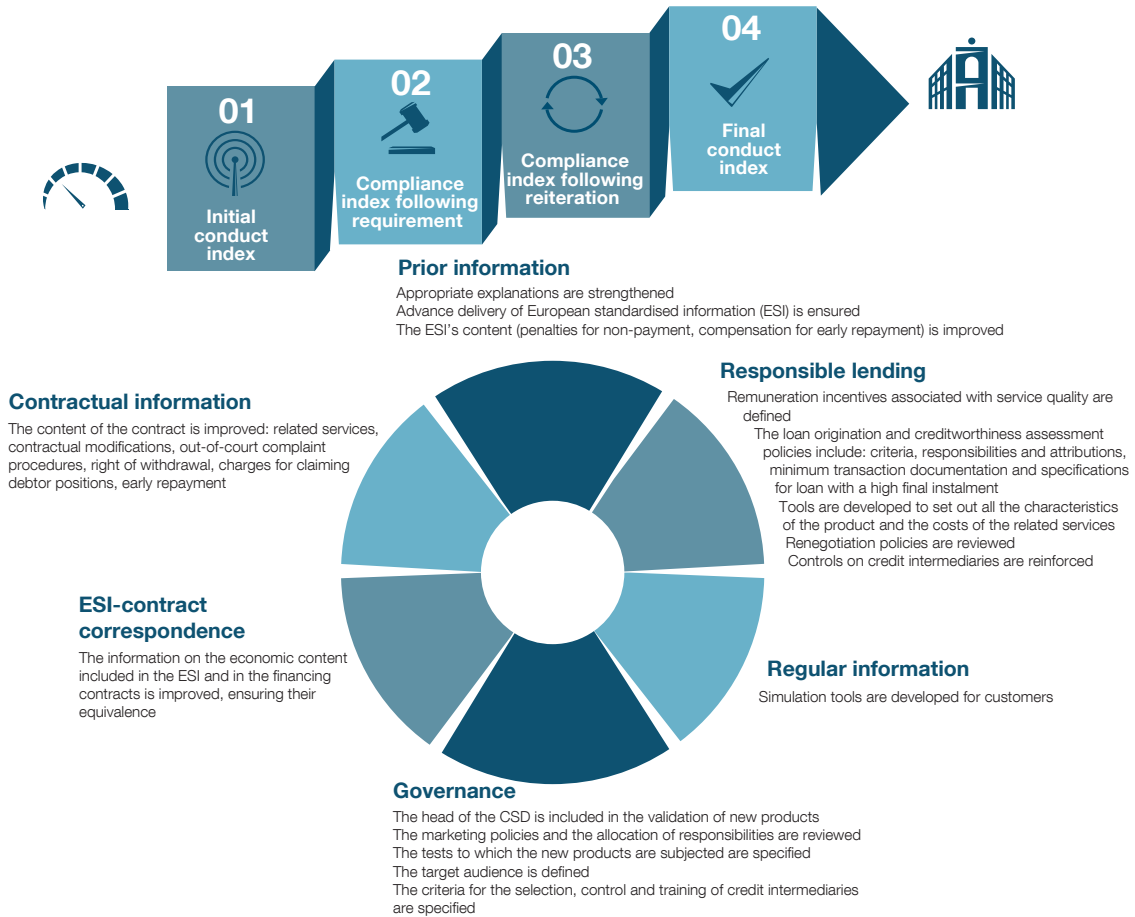 01
Initial
conduct
index
02
Compliance
index following
requirement
03
Compliance
index following
reiteration
04
Final
conduct
index
Prior information
Appropriate explanations are strengthened
Advance delivery of European standardised information (ESI) is ensured
The ESI's content (penalties for non-payment, compensation for early repayment) is improved
Responsible lending
Remuneration incentives associated with service quality are
defined
The loan origination and creditworthiness assessment
policies include: criteria, responsibilities and attributions,
minimum transaction documentation and specifications
for loan with a high final instalment
Tools are developed to set out all the characteristics
of the product and the costs of the related services
Renegotiation policies are reviewed
Controls on credit intermediaries are reinforced
Contractual information
The content of the contract is improved: related services,
contractual modifications, out-of-court complaint
procedures, right of withdrawal, charges for claiming
debtor positions, early repayment
ESI-contract
correspondence
The information on the economic content
included in the ESI and in the financing
contracts is improved, ensuring their
equivalence
Regular information
Simulation tools are developed for customers
Governance
The head of the CSD is included in the validation of new products
The marketing policies and the allocation of responsibilities are reviewed
The tests to which the new products are subjected are specified
The target audience is defined
The criteria for the selection, control and training of credit intermediaries
are specified